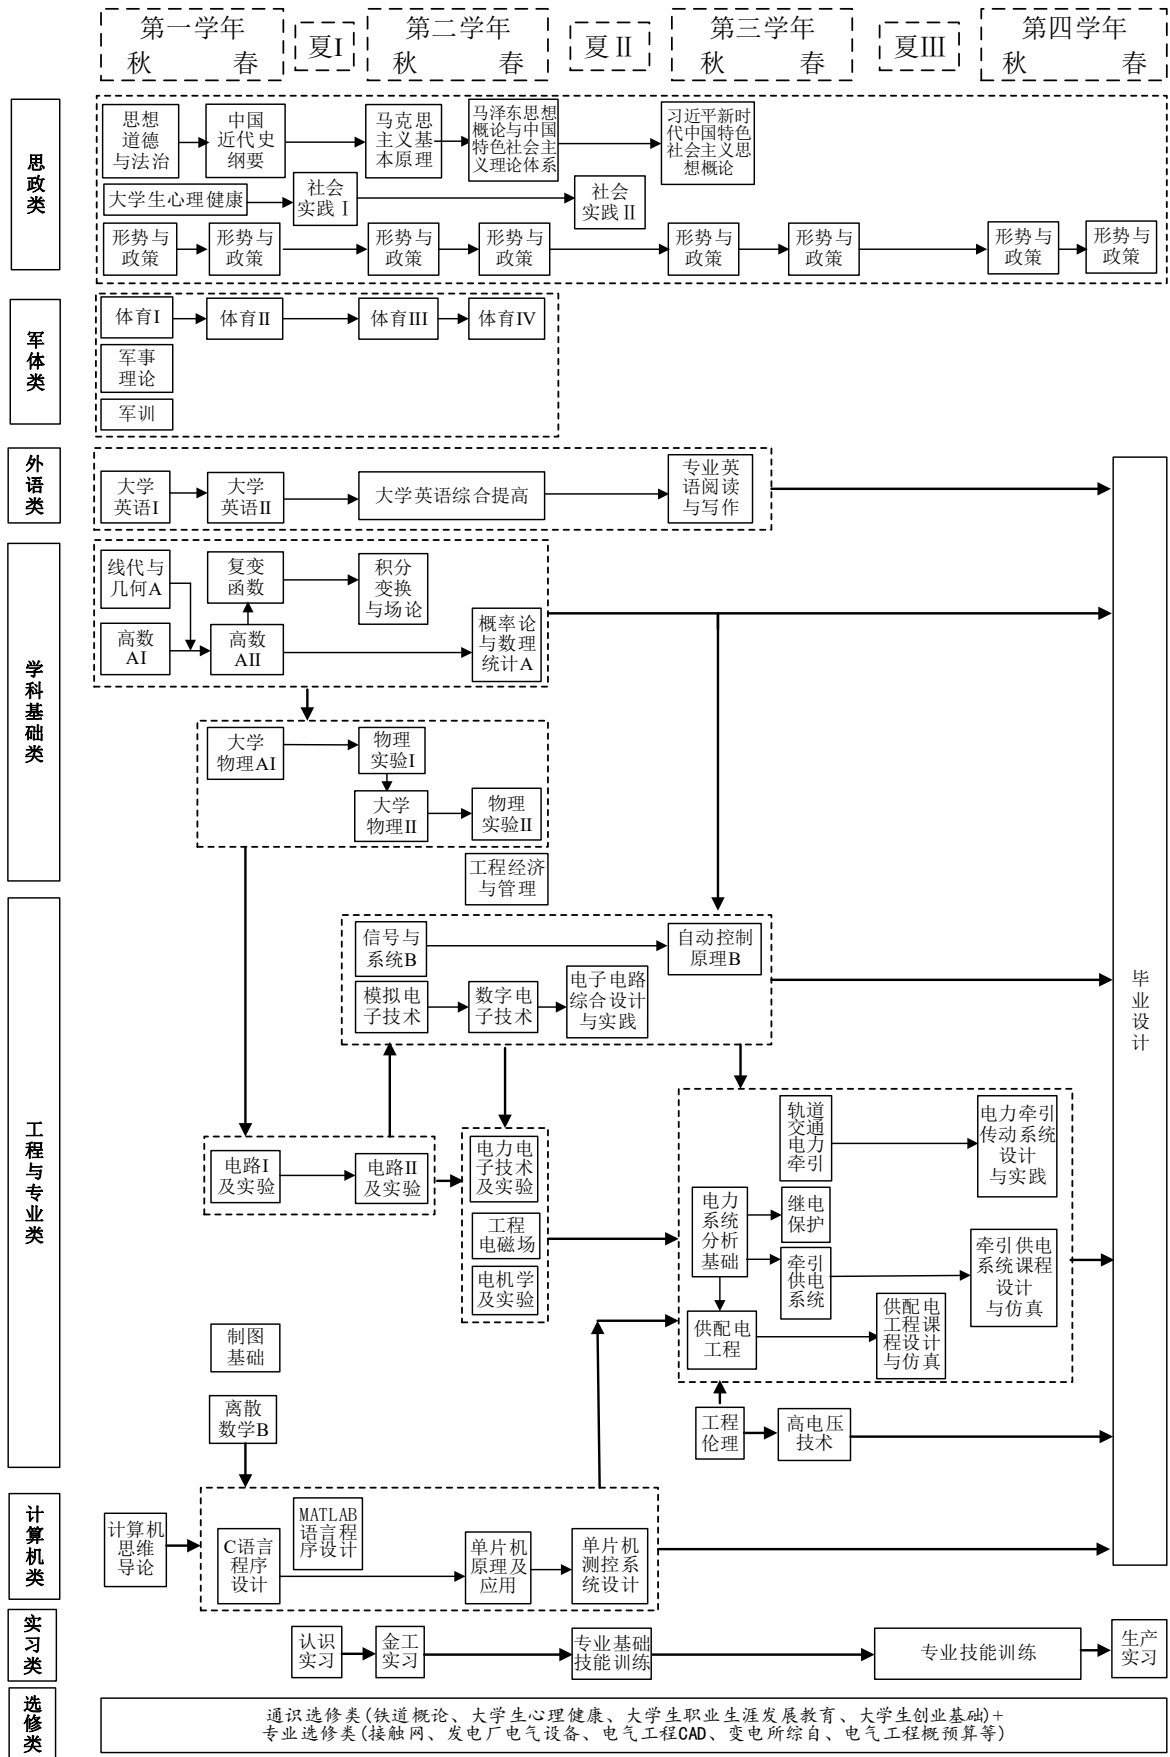 第一学年
秋 春
夏I
第二学年
秋 春
夏Ⅱ
第三学年
秋 春
夏III
第四学年
秋 春
思政类
思想
道德
与法治
中国
近代史
纲要
马克思
主义基
本原理
马泽东思想
概论与中国
特色社会主
义理论体系
习近平新时
代中国特色
社会主义思
想概论
大学生心理健康
社会
实践Ⅰ
社会
实践Ⅱ
形势与
政策
形势与
政策
形势与
政策
形势与
政策
形势与
政策
形势与
政策
形势与
政策
形势与
政策
军体类
体育I
体育II
体育III
体育IV
军事
理论
军训
外语类
大学
英语I
大学
英语II
大学英语综合提高
专业英
语阅读
与写作
学科基础类
线代与
几何A
复变
函数
积分
变换
与场论
高数
AI
高数
AII
概率论
与数理
统计A
大学
物理AI
物理
实验I
大学
物理II
物理
实验II
工程经济
与管理
工程与专业类
信号与
系统B
自动控制
原理B
模拟电
子技术
数字电
子技术
电子电路
综合设计
与实践
毕业设计
电路I
及实验
电路II
及实验
电力电
子技术
及实验
工程
电磁场
电机学
及实验
轨道
交通
电力
牵引
电力牵引
传动系统
设计
与实践
电力
系统
分析
基础
继电
保护
牵引
供电
系统
牵引供电
系统课程
设计
与仿真
供配电
工程
供配电
工程课
程设计
与仿真
制图
基础
离散
数学B
工程
伦理
高电压
技术
计算机类
计算机
思维
导论
C语言
程序
设计
MATLAB
语言程
序设计
单片机
原理及
应用
单片机
测控系
统设计
实习类
认识
实习
金工
实习
专业基础
技能训练
专业技能训练
生产
实习
选修类
通识选修类(铁道概论、大学生心理健康、大学生职业生涯发展教育、大学生创业基础)+
专业选修类(接触网、发电厂电气设备、电气工程CAD、变电所综自、电气工程概预算等)